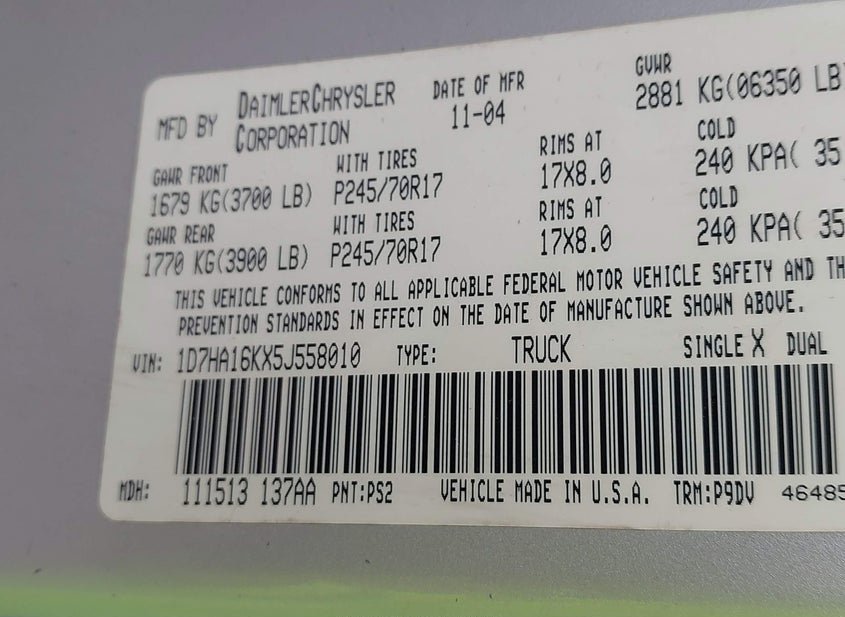 MFD BY DAIMLERCHRYSLER CORPORATION DATE OF MFR 11-04 GVWR 2881 KG(06350 LB
GAWR FRONT WITH TIRES RIMS AT COLD
1679 KG(3700 LB) P245/70R17 17X8.0 240 KPA( 35
GAWR REAR WITH TIRES RIMS AT COLD
1770 KG(3900 LB) P245/70R17 17X8.0 240 KPA( 35
THIS VEHICLE CONFORMS TO ALL APPLICABLE FEDERAL MOTOR VEHICLE SAFETY AND TH
PREVENTION STANDARDS IN EFFECT ON THE DATE OF MANUFACTURE SHOWN ABOVE.
VIN: 1D7HA16KX5J558010 TYPE: TRUCK SINGLE X DUAL
MDH: 111513 137AA PNT:PS2 VEHICLE MADE IN U.S.A. TRM:P9DV 46485